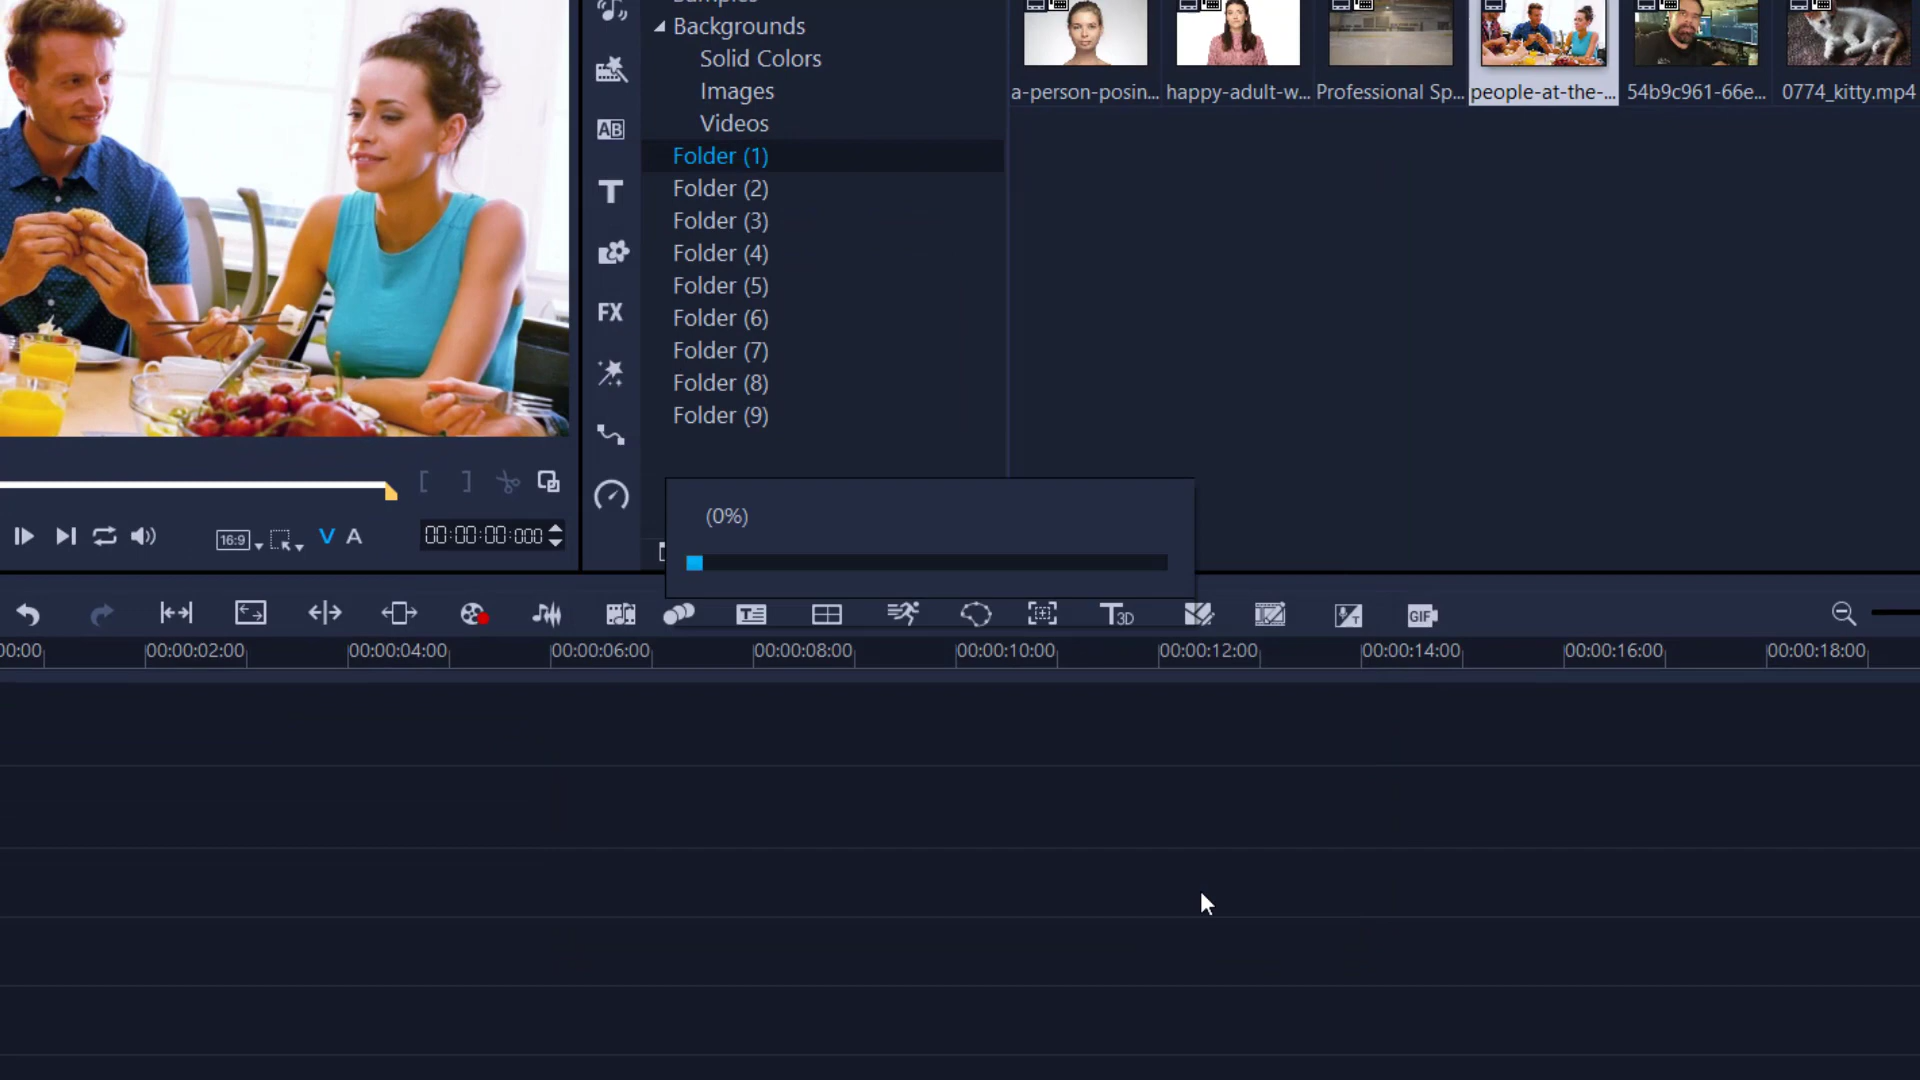 Backgrounds
Solid Colors
Images
Videos
Folder (1)
Folder (2)
Folder (3)
Folder (4)
Folder (5)
Folder (6)
Folder (7)
Folder (8)
Folder (9)
a-person-posin...
happy-adult-w...
Professional Sp...
people-at-the-...
54b9c961-66e...
0774_kitty.mp4
AB
T
FX
(0%)
[ ]
16:9
V A
00:00:00:000
T3D
GIF
00:00
00:00:02:00
00:00:04:00
00:00:06:00
00:00:08:00
00:00:10:00
00:00:12:00
00:00:14:00
00:00:16:00
00:00:18:00